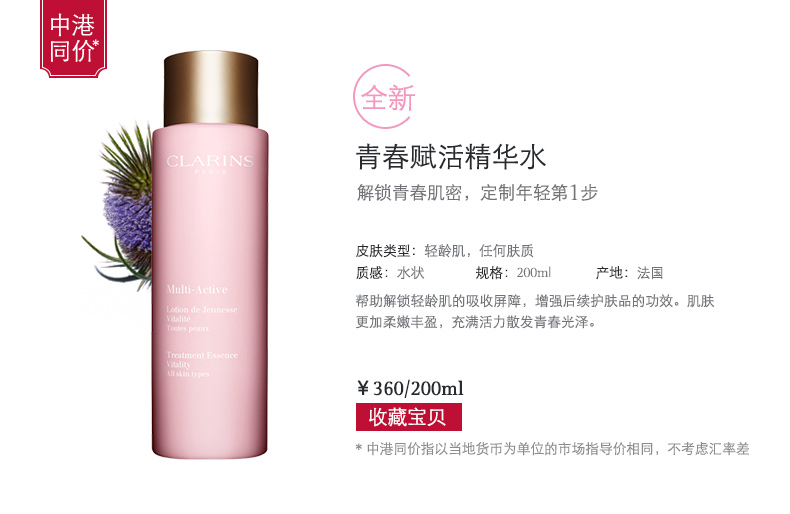 中港
同价*
全新
青春赋活精华水
解锁青春肌密，定制年轻第1步
CLARINS
PARIS
Multi-Active
Lotion de Jeunesse
Vitalité
Toutes peaux
Treatment Essence
Vitality
All skin types
皮肤类型：轻龄肌，任何肤质
质感：水状 规格：200ml 产地：法国
帮助解锁轻龄肌的吸收屏障，增强后续护肤品的功效。肌肤
更加柔嫩丰盈，充满活力散发青春光泽。
￥360/200ml
收藏宝贝
* 中港同价指以当地货币为单位的市场指导价相同，不考虑汇率差